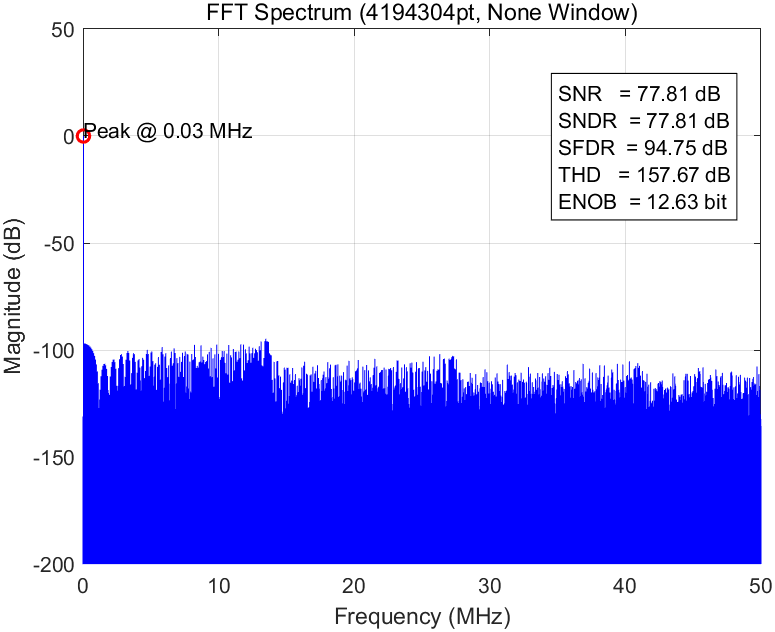 FFT Spectrum (4194304pt, None Window)
50
0
-50
-100
-150
-200
Magnitude (dB)
Peak @ 0.03 MHz
SNR = 77.81 dB
SNDR = 77.81 dB
SFDR = 94.75 dB
THD = 157.67 dB
ENOB = 12.63 bit
0 10 20 30 40 50
Frequency (MHz)